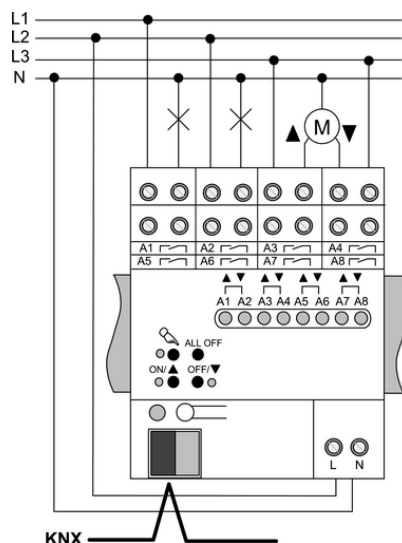 L1
L2
L3
N
▲ M ▼
A1 A2 A3 A4
A5 A6 A7 A8
▲ ▼ ▲ ▼ ▲ ▼ ▲ ▼
A1 A2 A3 A4 A5 A6 A7 A8
ALL OFF
ON/▲ OFF/▼
L N
KNX